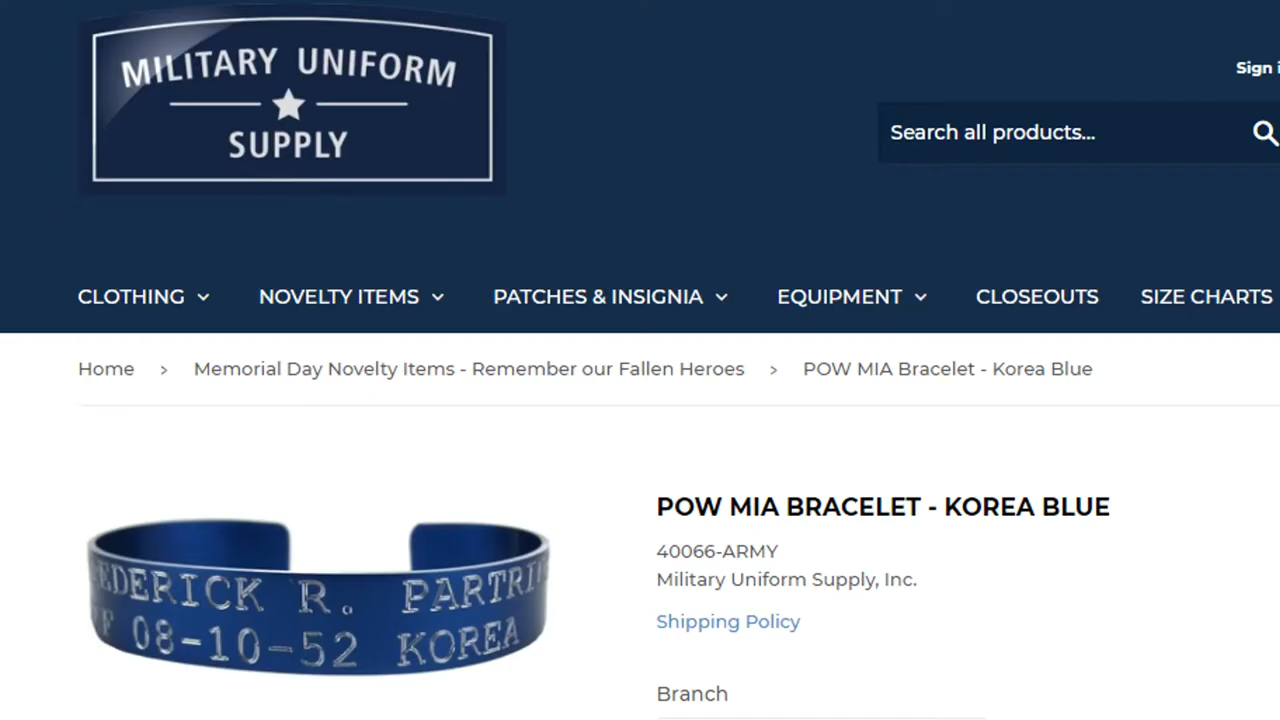 MILITARY UNIFORM
SUPPLY
Sign
Search all products...
CLOTHING
NOVELTY ITEMS
PATCHES & INSIGNIA
EQUIPMENT
CLOSEOUTS
SIZE CHARTS
Home > Memorial Day Novelty Items - Remember our Fallen Heroes > POW MIA Bracelet - Korea Blue
POW MIA BRACELET - KOREA BLUE
40066-ARMY
Military Uniform Supply, Inc.
Shipping Policy
Branch
EDERICK R. PARTRI
08-10-52 KOREA